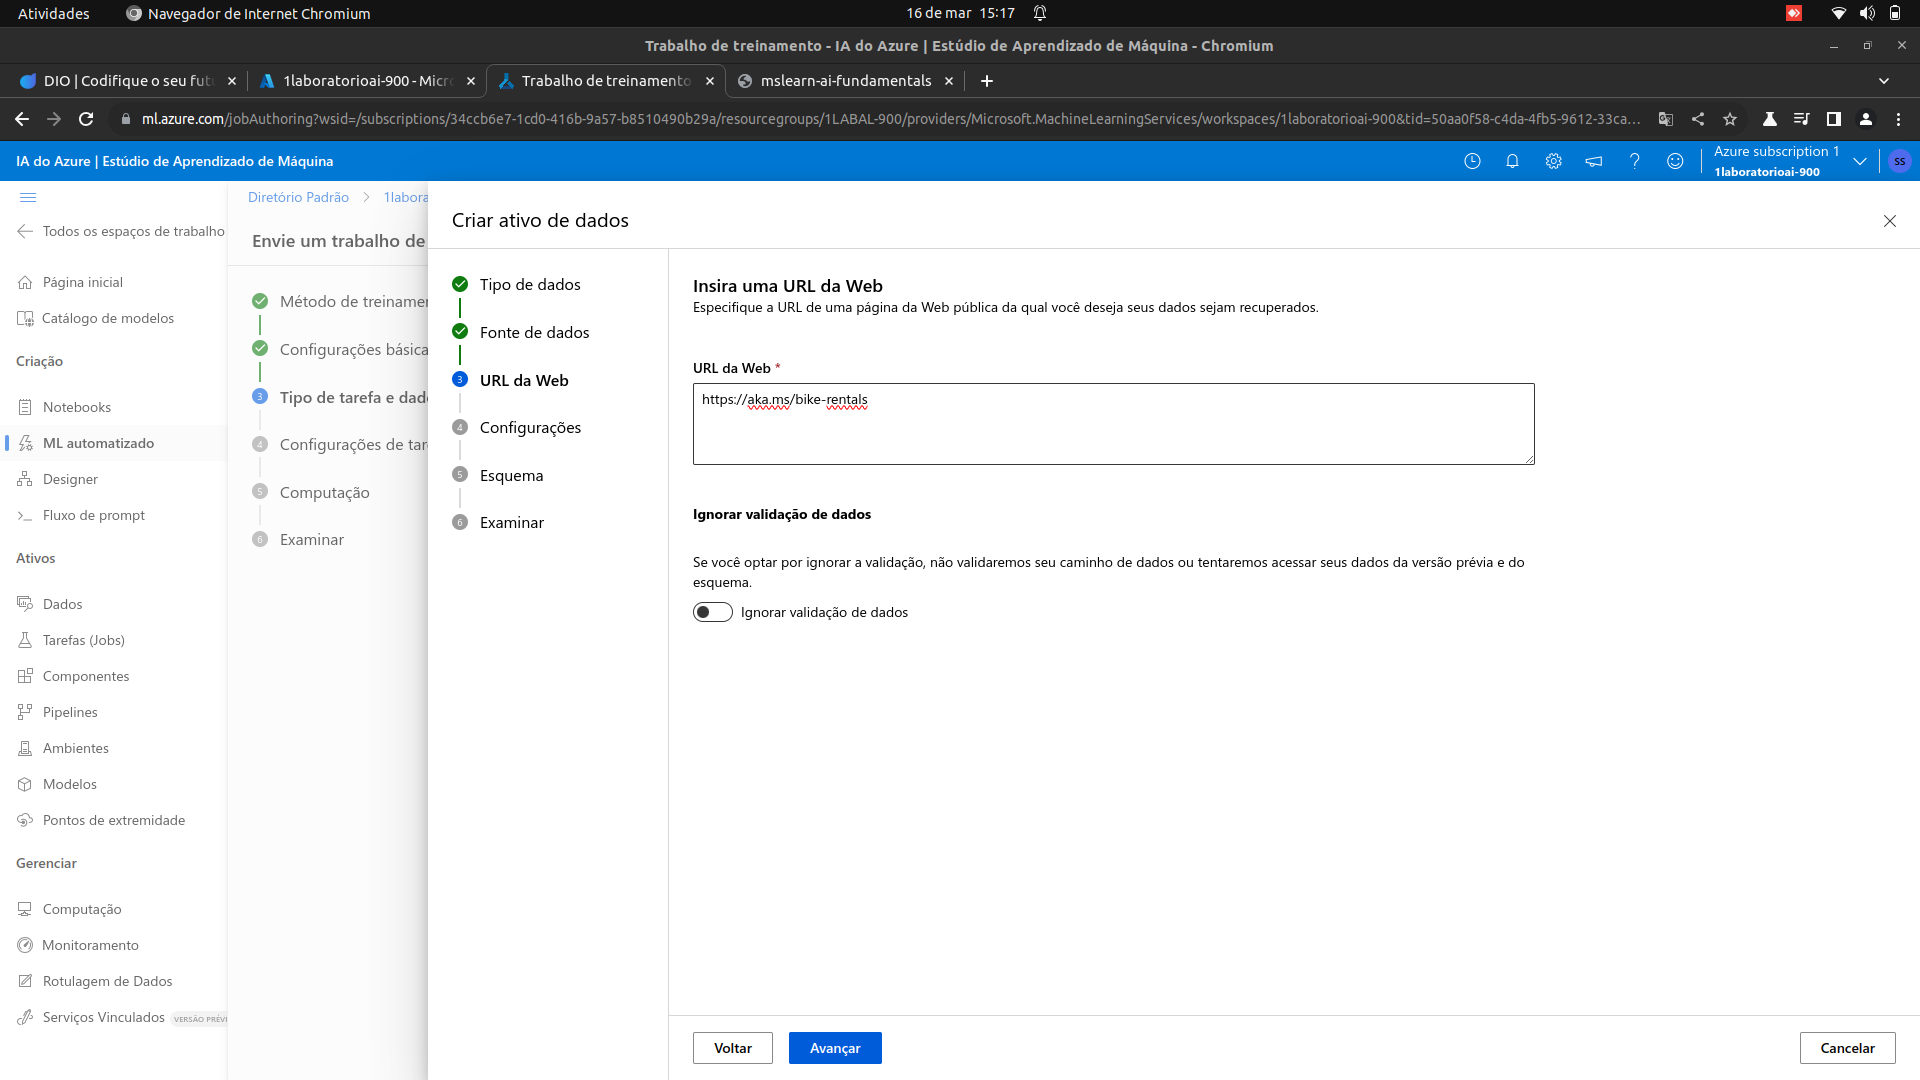 Atividades
Navegador de Internet Chromium
16 de mar 15:17
Trabalho de treinamento - IA do Azure | Estúdio de Aprendizado de Máquina - Chromium
DIO | Codifique o seu futu
1laboratorioai-900 - Micro
Trabalho de treinamento
mslearn-ai-fundamentals
ml.azure.com/jobAuthoring?wsid=/subscriptions/34ccb6e7-1cd0-416b-9a57-b8510490b29a/resourcegroups/1LABAL-900/providers/Microsoft.MachineLearningServices/workspaces/1laboratorioai-900&tid=50aa0f58-c4da-4fb5-9612-33ca...
IA do Azure | Estúdio de Aprendizado de Máquina
Azure subscription 1
1laboratorioai-900
SS
Todos os espaços de trabalho
Página inicial
Catálogo de modelos
Criação
Notebooks
ML automatizado
Designer
Fluxo de prompt
Ativos
Dados
Tarefas (Jobs)
Componentes
Pipelines
Ambientes
Modelos
Pontos de extremidade
Gerenciar
Computação
Monitoramento
Rotulagem de Dados
Serviços Vinculados VERSÃO PRÉVI
Diretório Padrão > 1labora
Envie um trabalho de
Método de treinamen
Configurações básica
3 Tipo de tarefa e dado
4 Configurações de tar
5 Computação
6 Examinar
Criar ativo de dados
Tipo de dados
Fonte de dados
3 URL da Web
4 Configurações
5 Esquema
6 Examinar
Insira uma URL da Web
Especifique a URL de uma página da Web pública da qual você deseja seus dados sejam recuperados.
URL da Web *
https://aka.ms/bike-rentals
Ignorar validação de dados
Se você optar por ignorar a validação, não validaremos seu caminho de dados ou tentaremos acessar seus dados da versão prévia e do
esquema.
Ignorar validação de dados
Voltar
Avançar
Cancelar